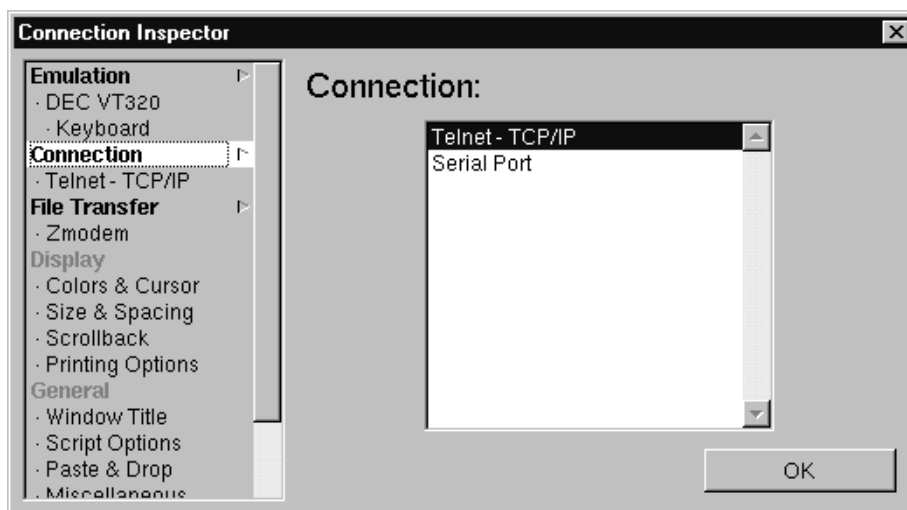 Connection Inspector
Emulation
· DEC VT320
· Keyboard
Connection
· Telnet - TCP/IP
File Transfer
· Zmodem
Display
· Colors & Cursor
· Size & Spacing
· Scrollback
· Printing Options
General
· Window Title
· Script Options
· Paste & Drop
· Miscellaneous
Connection:
Telnet - TCP/IP
Serial Port
OK